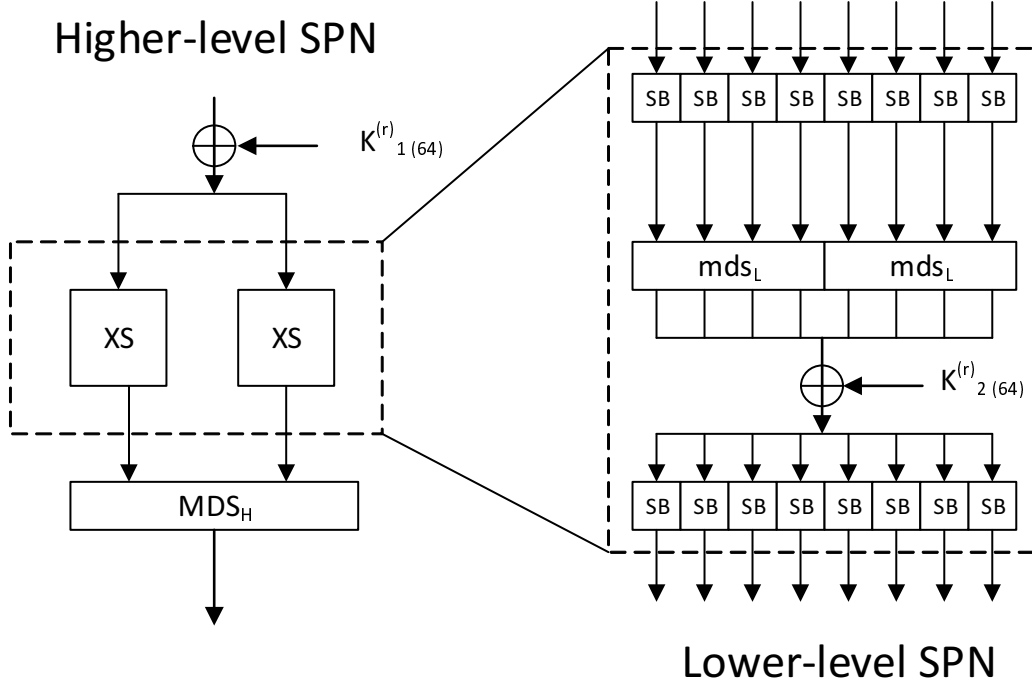 Higher-level SPN
K(r)1 (64)
XS XS
MDSH
SB SB SB SB SB SB SB SB
mdsL mdsL
K(r)2 (64)
SB SB SB SB SB SB SB SB
Lower-level SPN